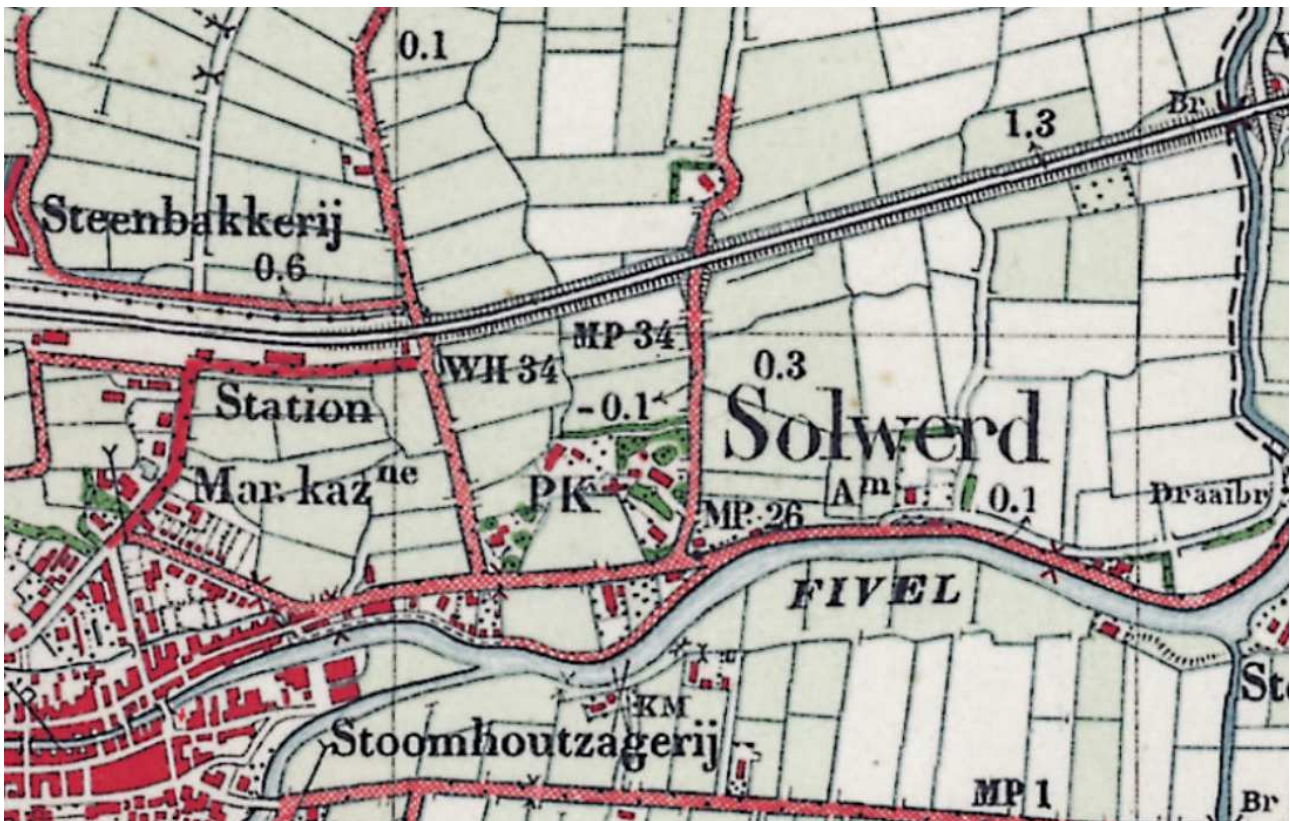 0.1
Br
1.3
Steenbakkerij
0.6
MP 34
WH 34
0.3
Station
-0.1
Solwerd
Mar. kazne
PK
Am
0.1
Draaibr
MP 26
FIVEL
KM
Stoomhoutzagerij
MP 1
Br